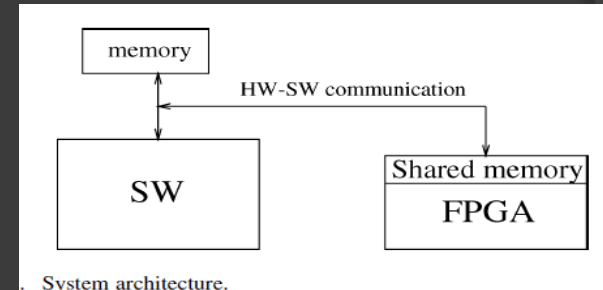 memory
HW-SW communication
Shared memory
SW
FPGA
. System architecture.